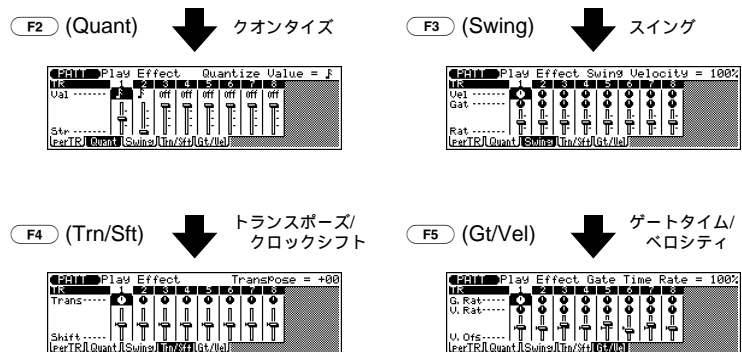 F2 (Quant) クオンタイズ
PATT Play Effect Quantize Value = ♪
TR 1 2 3 4 5 6 7 8
Val ----- ♪ ♪ Off Off Off Off Off Off
Str -----
perTR Quant Swing Trn/Sft Gt/Vel
F3 (Swing) スイング
PATT Play Effect Swing Velocity = 100%
TR 1 2 3 4 5 6 7 8
Vel -----
Gat -----
Rat -----
perTR Quant Swing Trn/Sft Gt/Vel
F4 (Trn/Sft) トランスポーズ/
クロックシフト
PATT Play Effect Transpose = +00
TR 1 2 3 4 5 6 7 8
Trans-----
Shift-----
perTR Quant Swing Trn/Sft Gt/Vel
F5 (Gt/Vel) ゲートタイム/
ベロシティ
PATT Play Effect Gate Time Rate = 100%
TR 1 2 3 4 5 6 7 8
G. Rat-----
V. Rat-----
V. Ofs-----
perTR Quant Swing Trn/Sft Gt/Vel